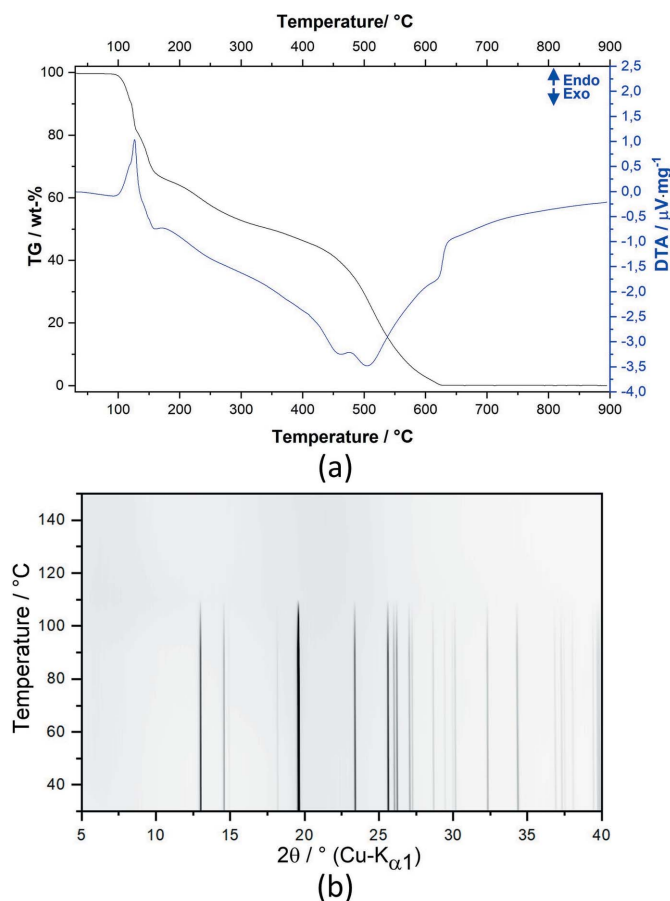 Temperature/ °C
0 100 200 300 400 500 600 700 800 900
100
80
60
40
20
0
TG / wt-%
Endo
Exo
2,5
2,0
1,5
1,0
0,5
0,0
-0,5
-1,0
-1,5
-2,0
-2,5
-3,0
-3,5
-4,0
DTA / μV·mg⁻¹
100 200 300 400 500 600 700 800 900
Temperature / °C
(a)
140
120
100
80
60
40
Temperature / °C
5 10 15 20 25 30 35 40
2θ / ° (Cu-Kα1)
(b)